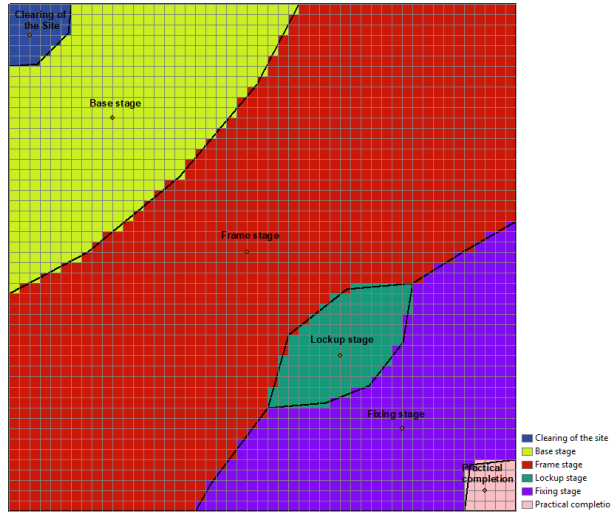 Clearing of
the Site
Base stage
Frame stage
Lockup stage
Fixing stage
Practical
completion
Clearing of the site
Base stage
Frame stage
Lockup stage
Fixing stage
Practical completio